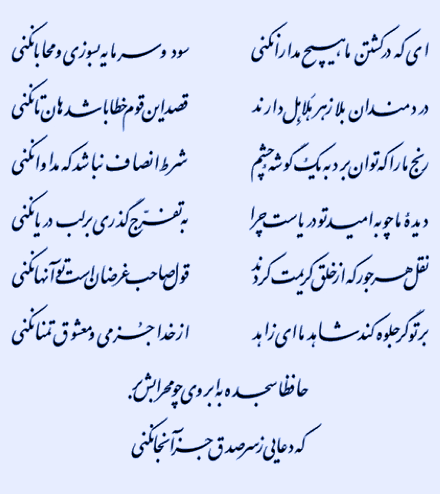 ای که در کشتن ما هیچ مدارا نکنی سود و سرمایه بسوزی و محابا نکنی
دردمندان بلا زهر هلاهل دارند قصد این قوم خطا باشد هان تا نکنی
رنج ما را که توان برد به یک گوشه چشم شرط انصاف نباشد که مداوا نکنی
دیدهٔ ما چو به امید تو دریاست چرا به تفرّج گذری بر لب دریا نکنی
نقل هر جور که از خلق کریمت کردند قول صاحب غرضان است تو آنها نکنی
بر تو گر جلوه کند شاهد ما ای زاهد از خدا جز می و معشوق تمنا نکنی
حافظا سجده به ابروی چو محرابش بر
که دعایی ز سر صدق جز آنجا نکنی